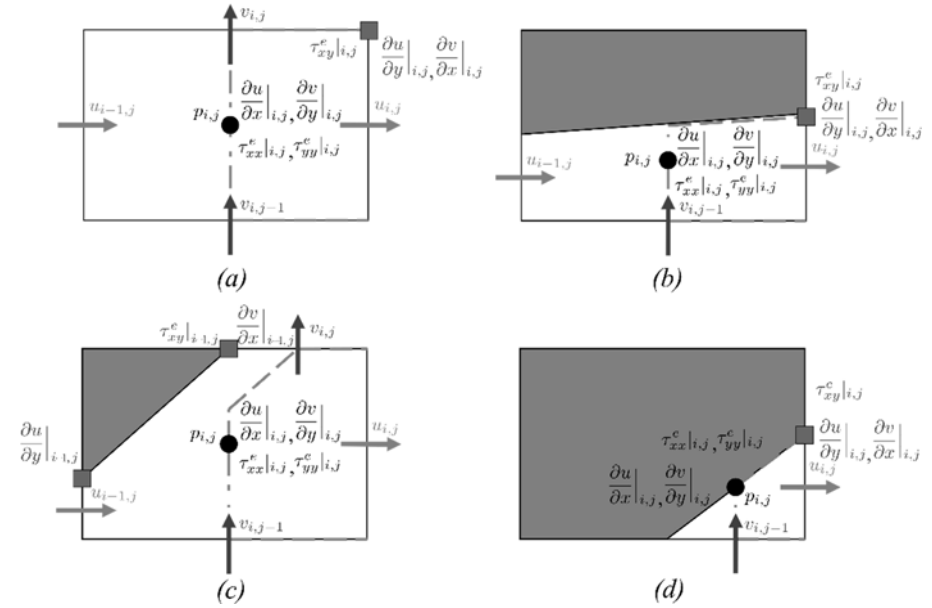 v_{i,j}
τ^e_{xy}|_{i,j}
∂u/∂y|_{i,j}, ∂v/∂x|_{i,j}
u_{i-1,j}
p_{i,j}
∂u/∂x|_{i,j}, ∂v/∂y|_{i,j}
u_{i,j}
τ^e_{xx}|_{i,j}, τ^e_{yy}|_{i,j}
v_{i,j-1}
(a)
τ^e_{xy}|_{i,j}
∂u/∂y|_{i,j}, ∂v/∂x|_{i,j}
u_{i-1,j}
p_{i,j}
∂u/∂x|_{i,j}, ∂v/∂y|_{i,j}
u_{i,j}
τ^e_{xx}|_{i,j}, τ^e_{yy}|_{i,j}
v_{i,j-1}
(b)
τ^e_{xy}|_{i-1,j}
∂v/∂x|_{i-1,j}
v_{i,j}
∂u/∂y|_{i-1,j}
p_{i,j}
∂u/∂x|_{i,j}, ∂v/∂y|_{i,j}
u_{i,j}
τ^e_{xx}|_{i,j}, τ^e_{yy}|_{i,j}
u_{i-1,j}
v_{i,j-1}
(c)
τ^e_{xy}|_{i,j}
τ^e_{xx}|_{i,j}, τ^e_{yy}|_{i,j}
∂u/∂y|_{i,j}, ∂v/∂x|_{i,j}
u_{i,j}
∂u/∂x|_{i,j}, ∂v/∂y|_{i,j}
p_{i,j}
v_{i,j-1}
(d)